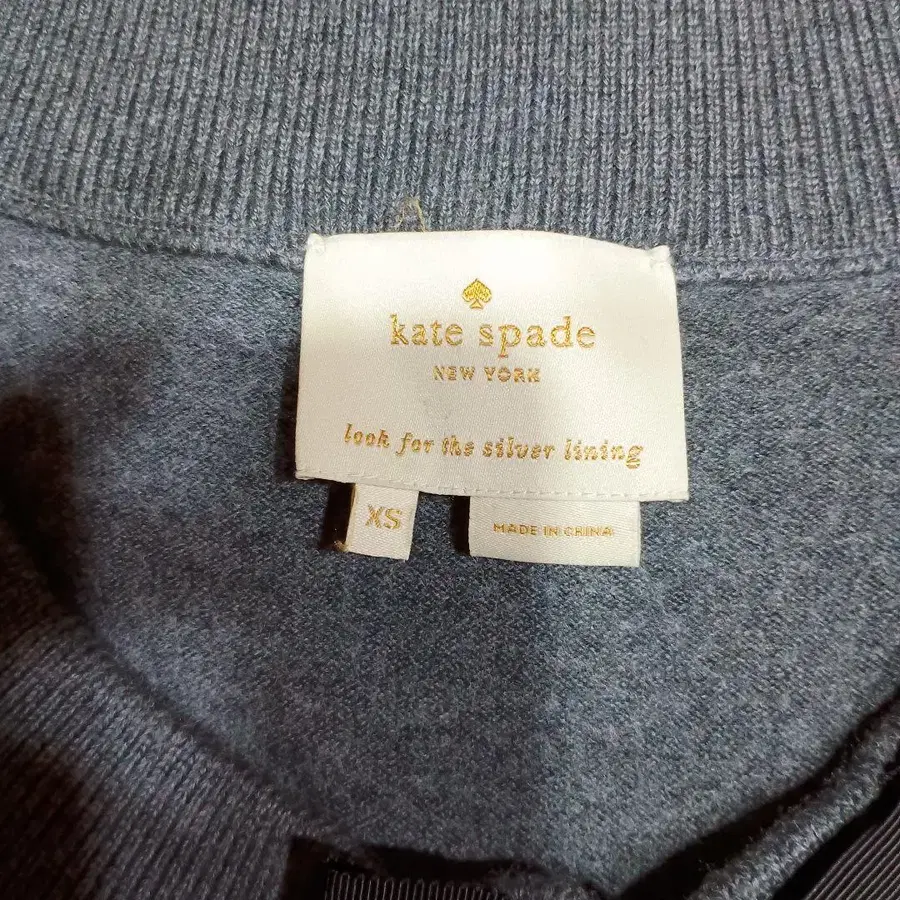 kate spade
NEW YORK
look for the silver lining
XS
MADE IN CHINA